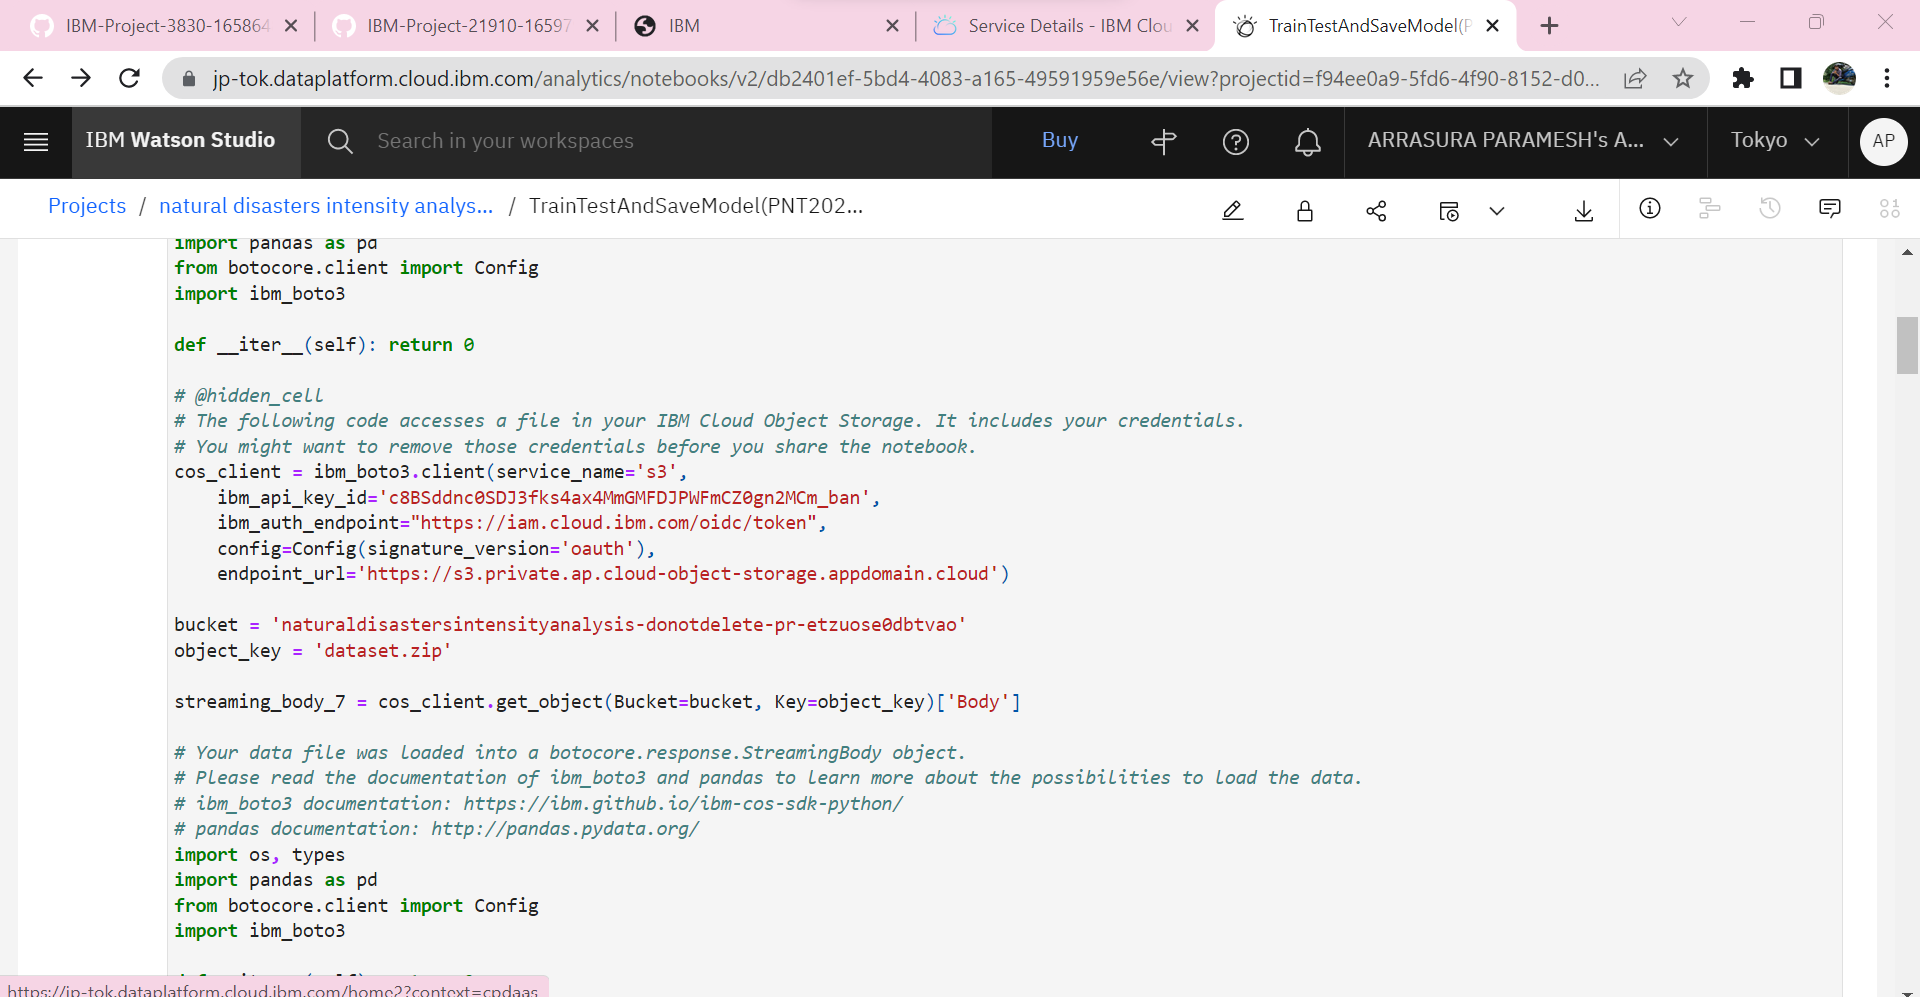 IBM-Project-3830-165864
IBM-Project-21910-16597
IBM
Service Details - IBM Clou
TrainTestAndSaveModel(P
jp-tok.dataplatform.cloud.ibm.com/analytics/notebooks/v2/db2401ef-5bd4-4083-a165-49591959e56e/view?projectid=f94ee0a9-5fd6-4f90-8152-d0...
IBM Watson Studio
Search in your workspaces
Buy
ARRASURA PARAMESH's A...
Tokyo
AP
Projects / natural disasters intensity analys... / TrainTestAndSaveModel(PNT202...
import pandas as pd
from botocore.client import Config
import ibm_boto3
def __iter__(self): return 0
# @hidden_cell
# The following code accesses a file in your IBM Cloud Object Storage. It includes your credentials.
# You might want to remove those credentials before you share the notebook.
cos_client = ibm_boto3.client(service_name='s3',
ibm_api_key_id='c8BSddnc0SDJ3fks4ax4MmGMFDJPWFmCZ0gn2MCm_ban',
ibm_auth_endpoint="https://iam.cloud.ibm.com/oidc/token",
config=Config(signature_version='oauth'),
endpoint_url='https://s3.private.ap.cloud-object-storage.appdomain.cloud')
bucket = 'naturaldisastersintensityanalysis-donotdelete-pr-etzuose0dbtvao'
object_key = 'dataset.zip'
streaming_body_7 = cos_client.get_object(Bucket=bucket, Key=object_key)['Body']
# Your data file was loaded into a botocore.response.StreamingBody object.
# Please read the documentation of ibm_boto3 and pandas to learn more about the possibilities to load the data.
# ibm_boto3 documentation: https://ibm.github.io/ibm-cos-sdk-python/
# pandas documentation: http://pandas.pydata.org/
import os, types
import pandas as pd
from botocore.client import Config
import ibm_boto3
https://jp-tok.dataplatform.cloud.ibm.com/home2?context=cpdaas